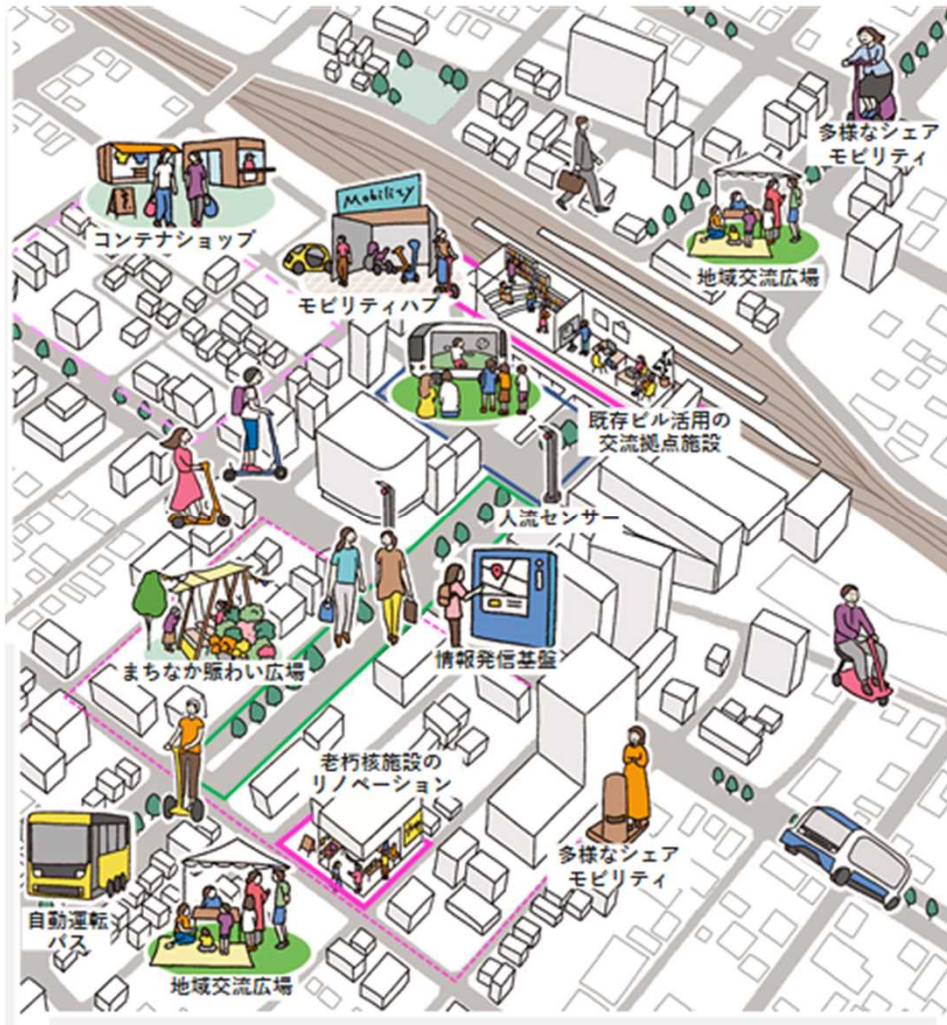 多様なシェア
モビリティ
コンテナショップ
Mobility
モビリティハブ
地域交流広場
既存ビル活用の
交流拠点施設
人流センサー
まちなか賑わい広場
情報発信基盤
老朽核施設の
リノベーション
多様なシェア
モビリティ
自動運転
バス
地域交流広場